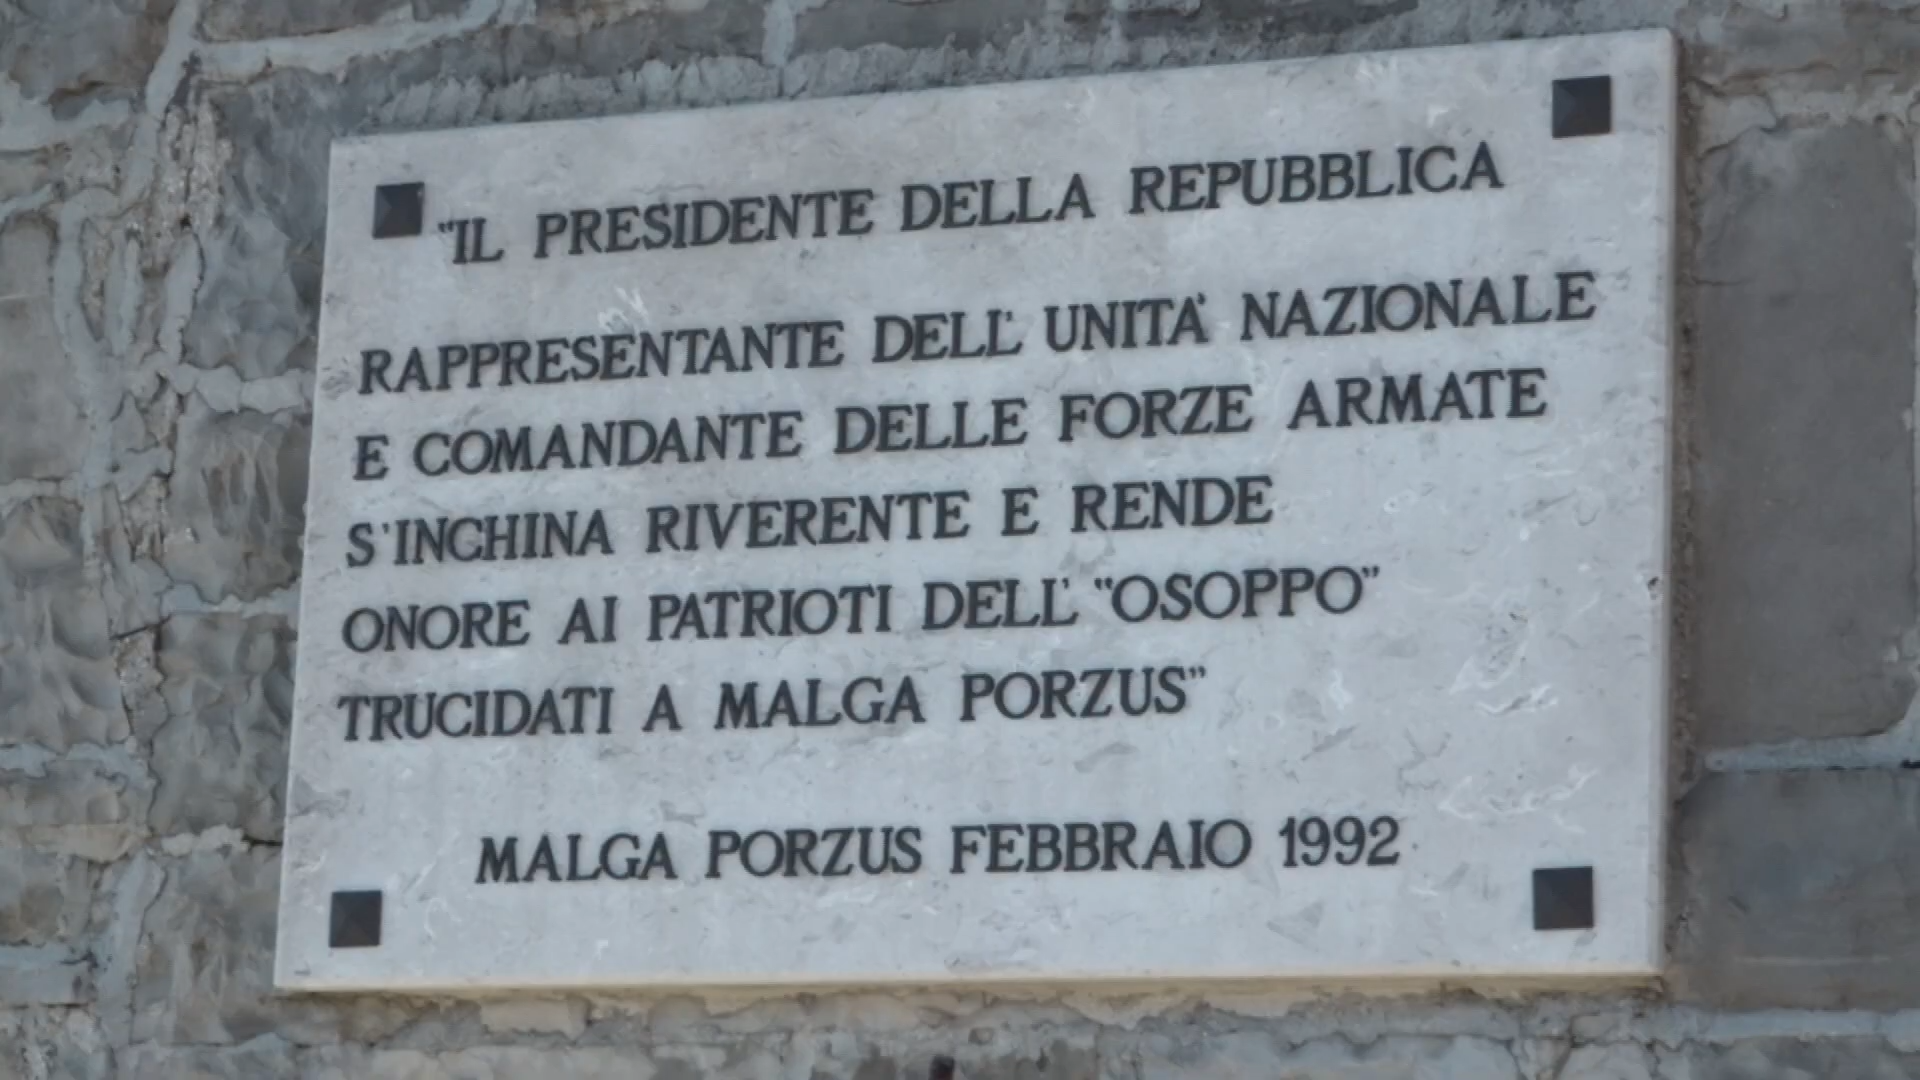 "IL PRESIDENTE DELLA REPUBBLICA
RAPPRESENTANTE DELL' UNITA' NAZIONALE
E COMANDANTE DELLE FORZE ARMATE
S'INCHINA RIVERENTE E RENDE
ONORE AI PATRIOTI DELL' "OSOPPO"
TRUCIDATI A MALGA PORZUS"
MALGA PORZUS FEBBRAIO 1992